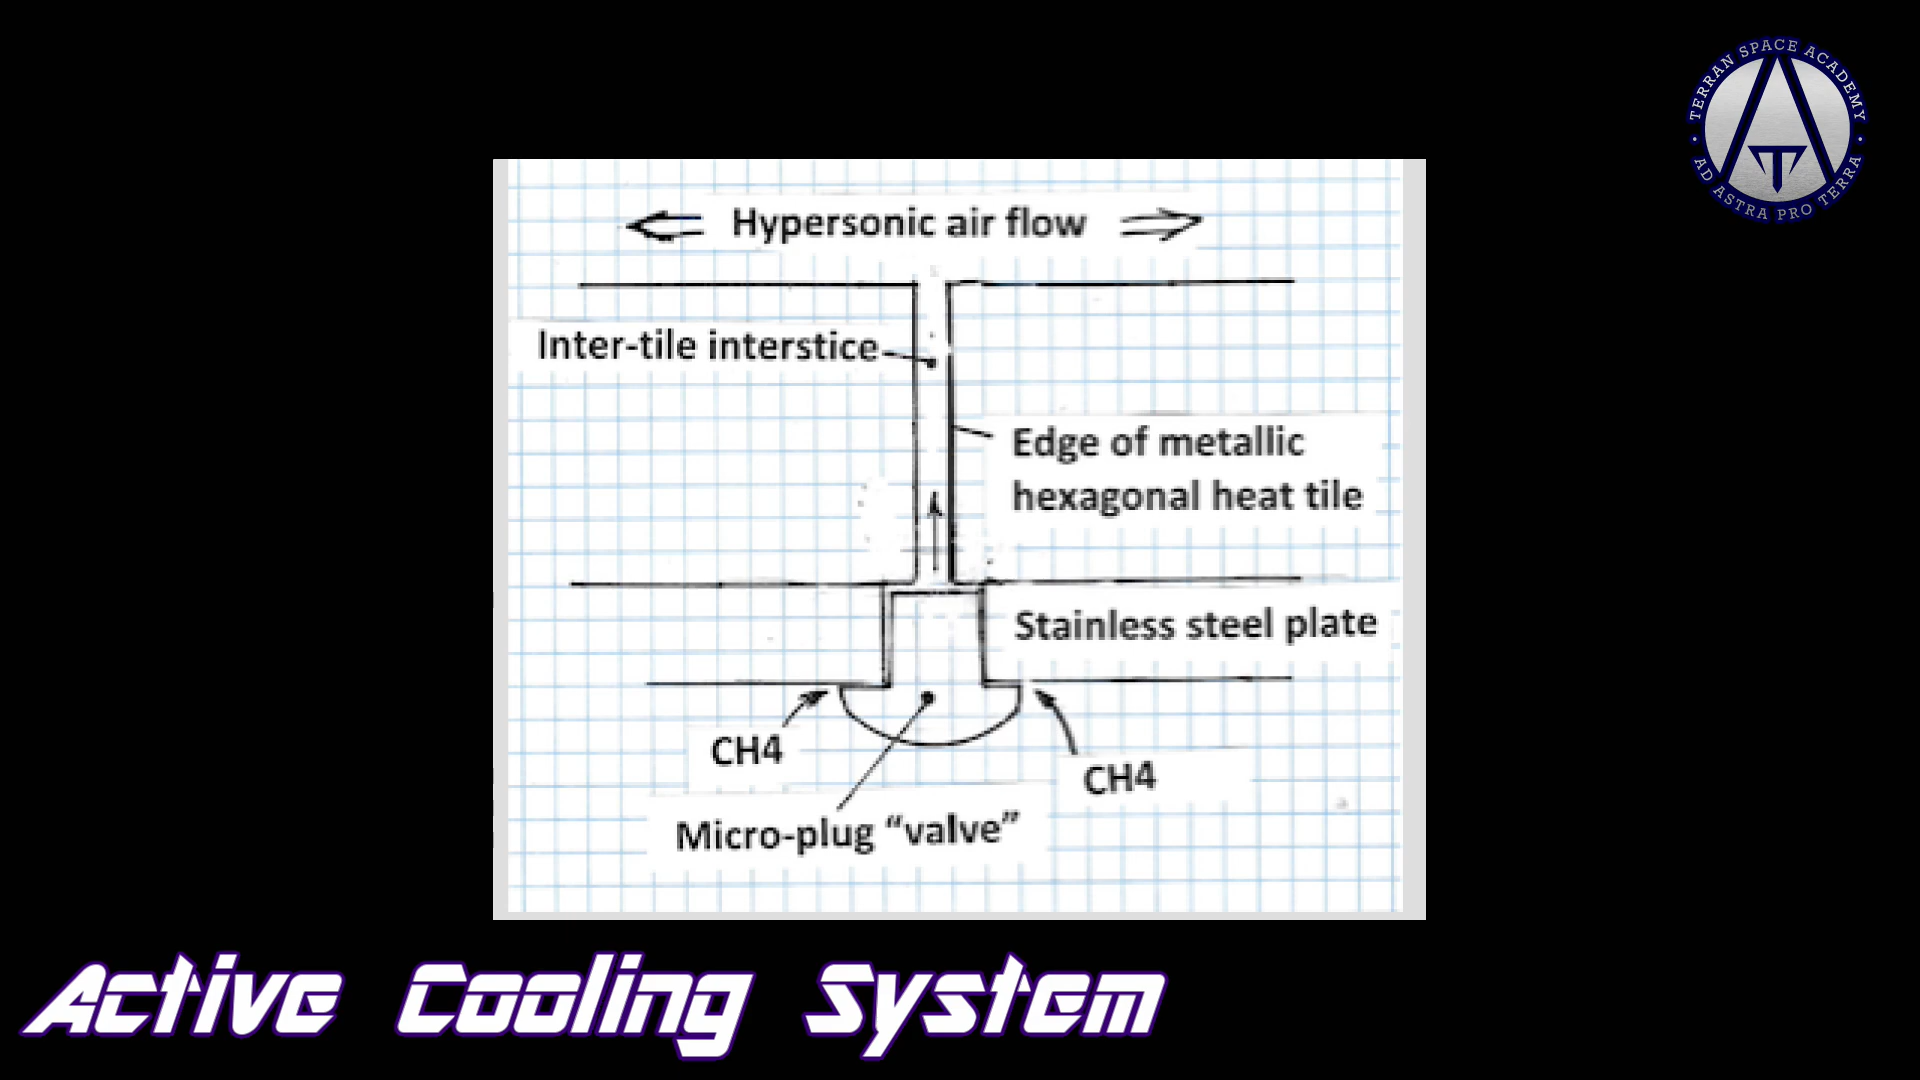 TERRAN SPACE ACADEMY
AD ASTRA PRO TERRA
Hypersonic air flow
Inter-tile interstice
Edge of metallic
hexagonal heat tile
Stainless steel plate
CH4
CH4
Micro-plug “valve”
Active Cooling System